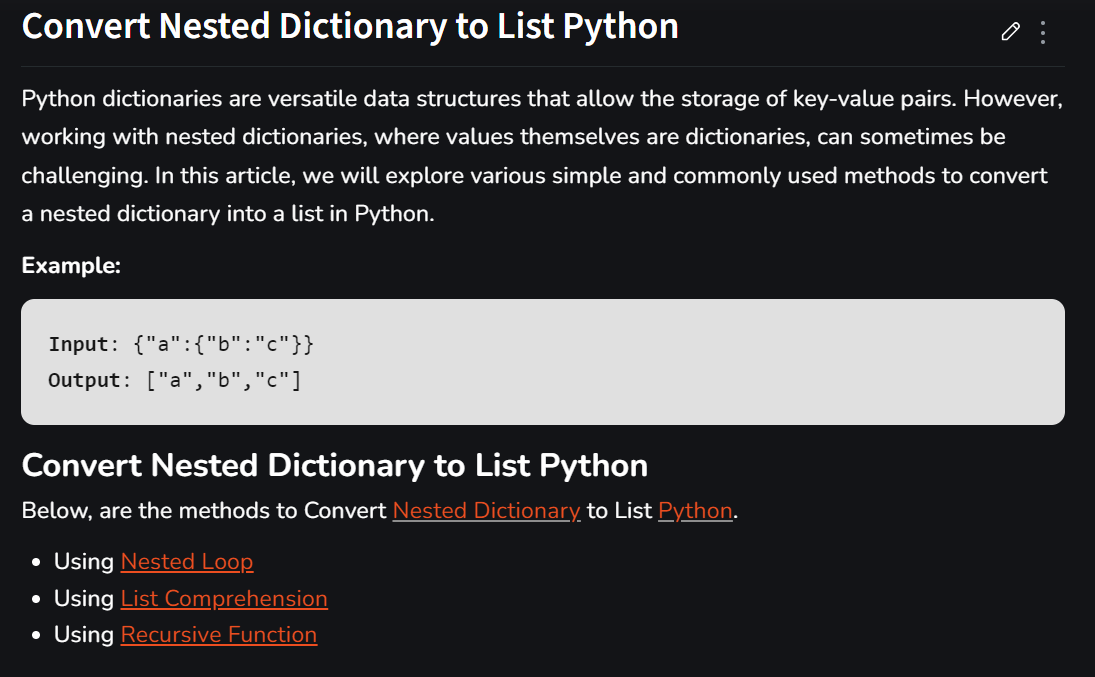 Convert Nested Dictionary to List Python
Python dictionaries are versatile data structures that allow the storage of key-value pairs. However,
working with nested dictionaries, where values themselves are dictionaries, can sometimes be
challenging. In this article, we will explore various simple and commonly used methods to convert
a nested dictionary into a list in Python.
Example:
Input: {"a":{"b":"c"}}
Output: ["a","b","c"]
Convert Nested Dictionary to List Python
Below, are the methods to Convert Nested Dictionary to List Python.
• Using Nested Loop
• Using List Comprehension
• Using Recursive Function